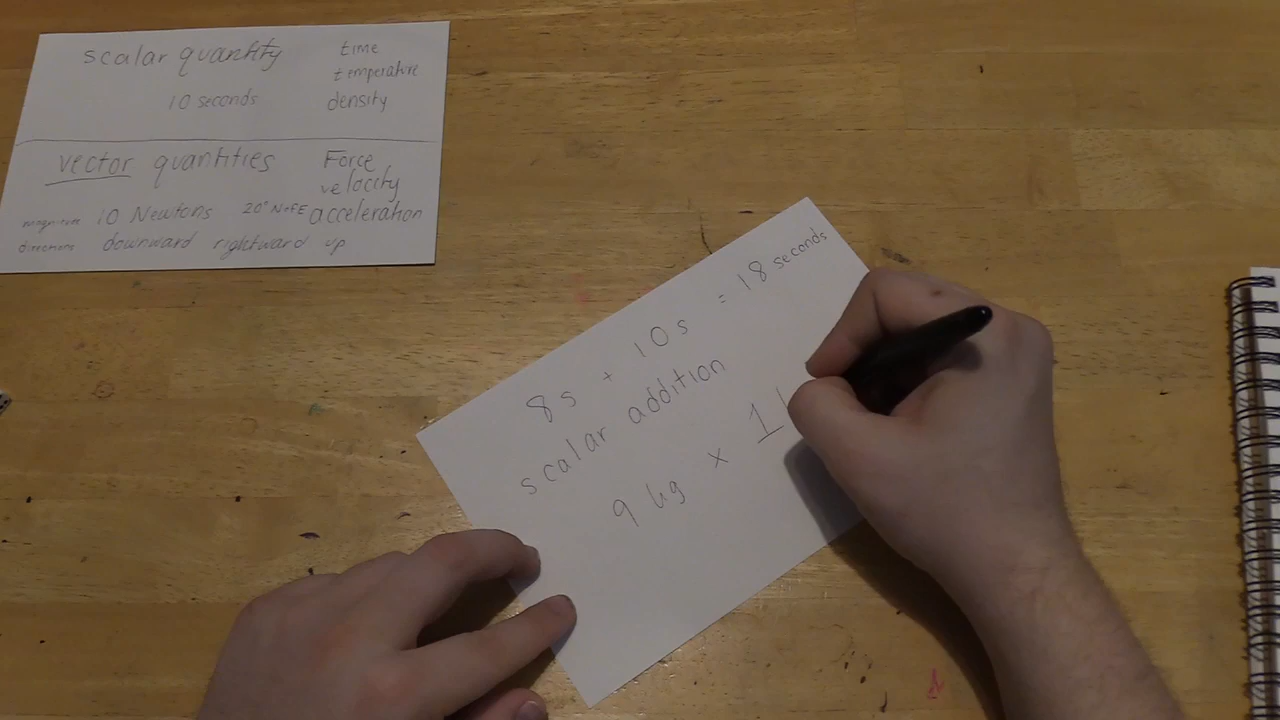 scalar quantity
time
temperature
10 seconds
density
vector quantities
Force
velocity
magnitude 10 Newtons 20° N of E acceleration
directions downward rightward up
8s + 10s = 18 seconds
scalar addition
9 kg x 1